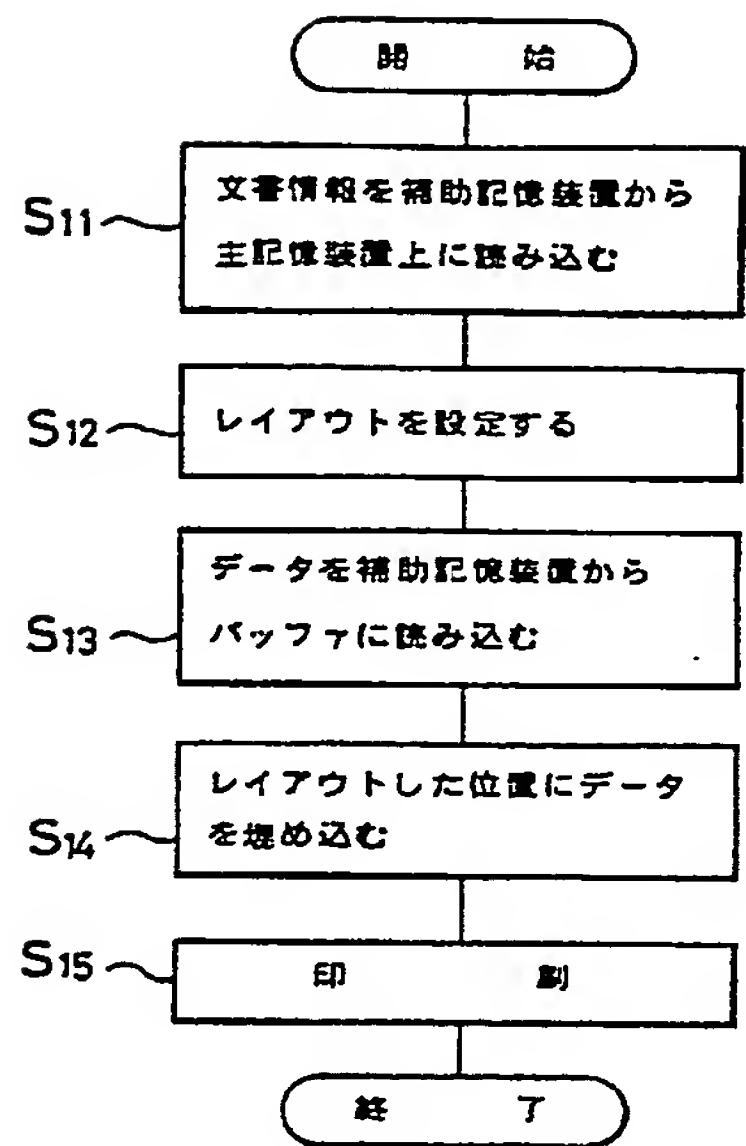 開始
S11
文書情報を補助記憶装置から
主記憶装置上に読み込む
S12
レイアウトを設定する
S13
データを補助記憶装置から
バッファに読み込む
S14
レイアウトした位置にデータ
を埋め込む
S15
印刷
終了